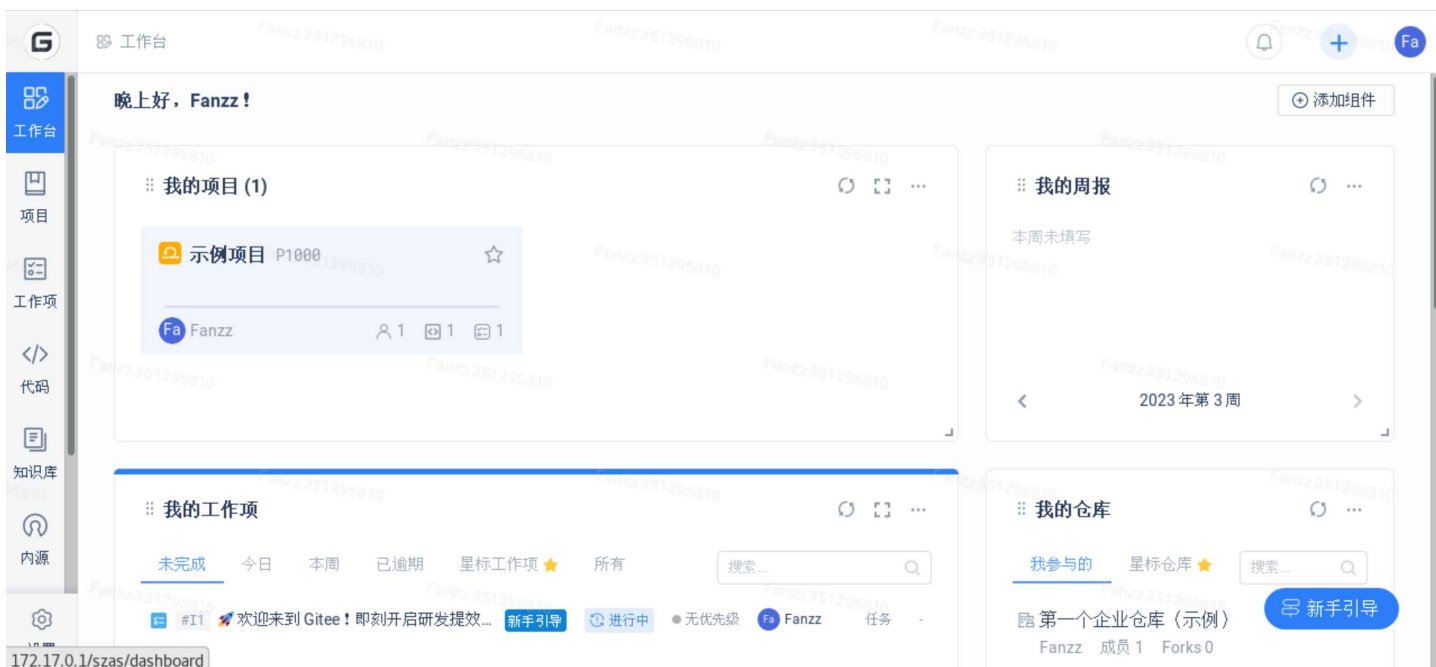 G
工作台
Fa
工作台
项目
工作项
代码
知识库
内源
晚上好，Fanzz！
添加组件
我的项目 (1)
示例项目 P1000
Fa Fanzz 1 1 1
我的周报
本周未填写
2023 年第 3 周
我的工作项
未完成 今日 本周 已逾期 星标工作项 所有 搜索...
#I1 欢迎来到 Gitee！即刻开启研发提效... 新手引导 进行中 无优先级 Fa Fanzz 任务 -
我的仓库
我参与的 星标仓库 搜索...
第一个企业仓库（示例）
Fanzz 成员 1 Forks 0
新手引导
172.17.0.1/szas/dashboard
Fanzz 351296810